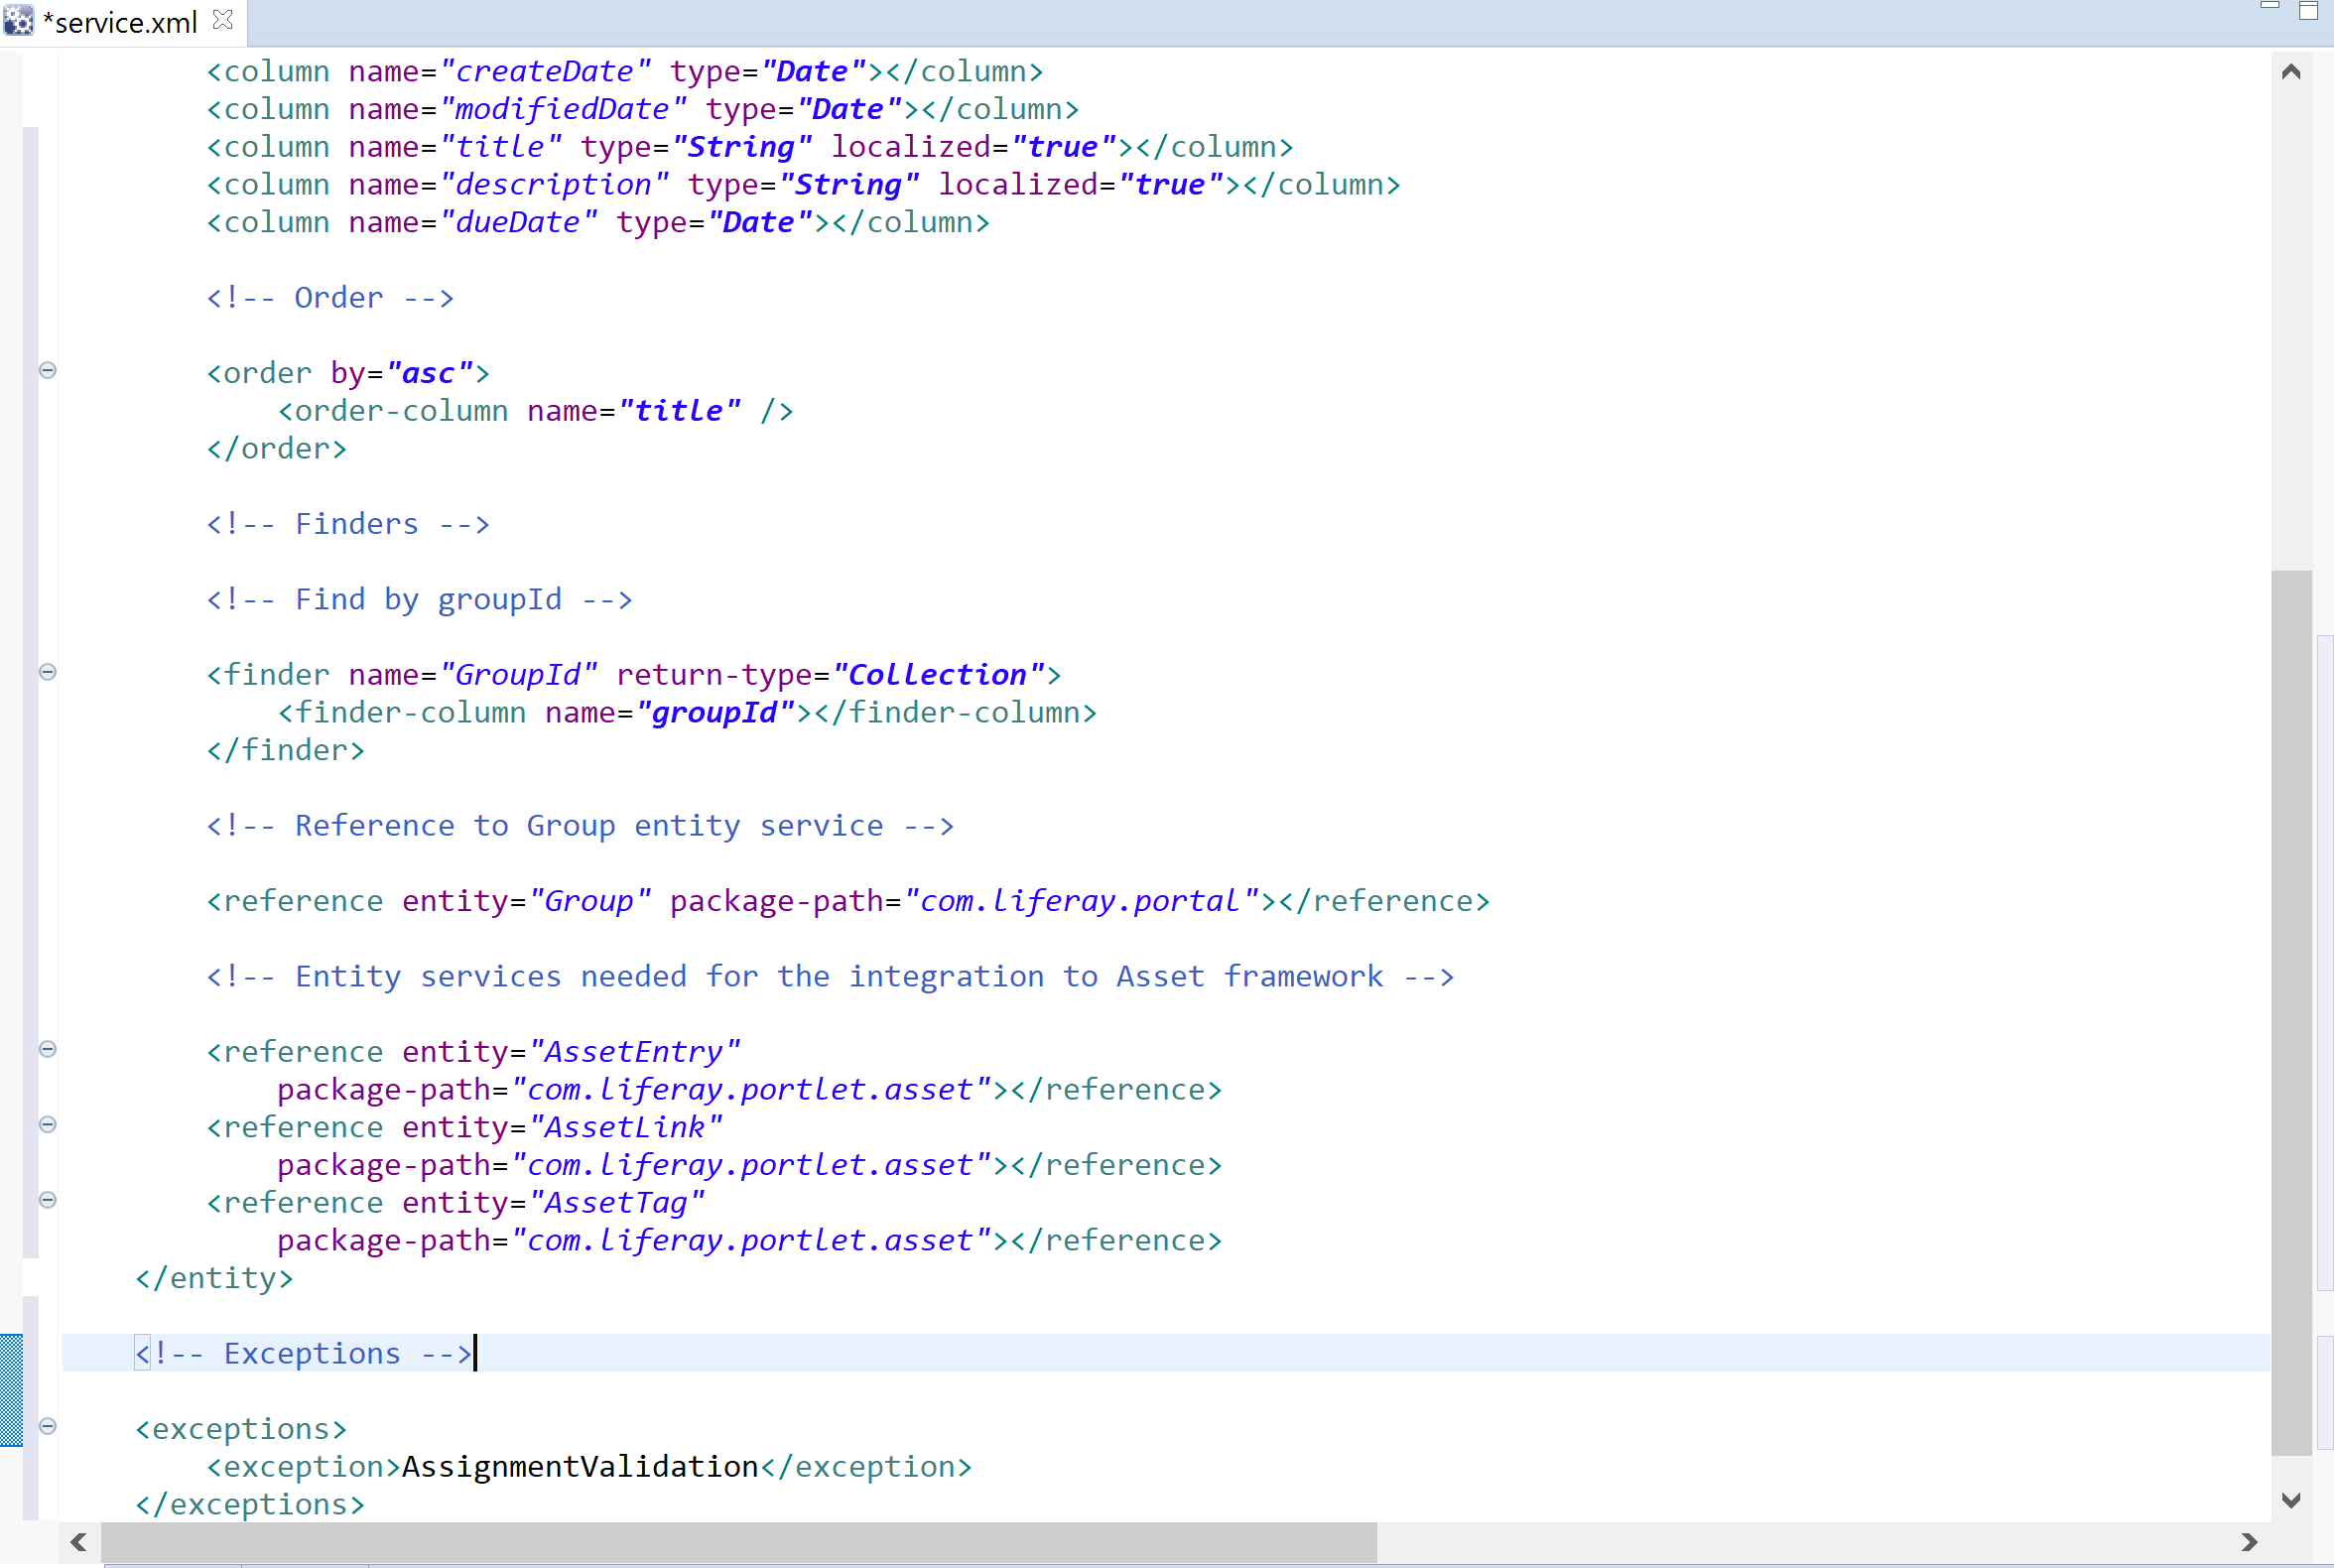 *service.xml
<column name="createDate" type="Date"></column>
<column name="modifiedDate" type="Date"></column>
<column name="title" type="String" localized="true"></column>
<column name="description" type="String" localized="true"></column>
<column name="dueDate" type="Date"></column>
<!-- Order -->
<order by="asc">
<order-column name="title" />
</order>
<!-- Finders -->
<!-- Find by groupId -->
<finder name="GroupId" return-type="Collection">
<finder-column name="groupId"></finder-column>
</finder>
<!-- Reference to Group entity service -->
<reference entity="Group" package-path="com.liferay.portal"></reference>
<!-- Entity services needed for the integration to Asset framework -->
<reference entity="AssetEntry"
package-path="com.liferay.portlet.asset"></reference>
<reference entity="AssetLink"
package-path="com.liferay.portlet.asset"></reference>
<reference entity="AssetTag"
package-path="com.liferay.portlet.asset"></reference>
</entity>
<!-- Exceptions -->
<exceptions>
<exception>AssignmentValidation</exception>
</exceptions>